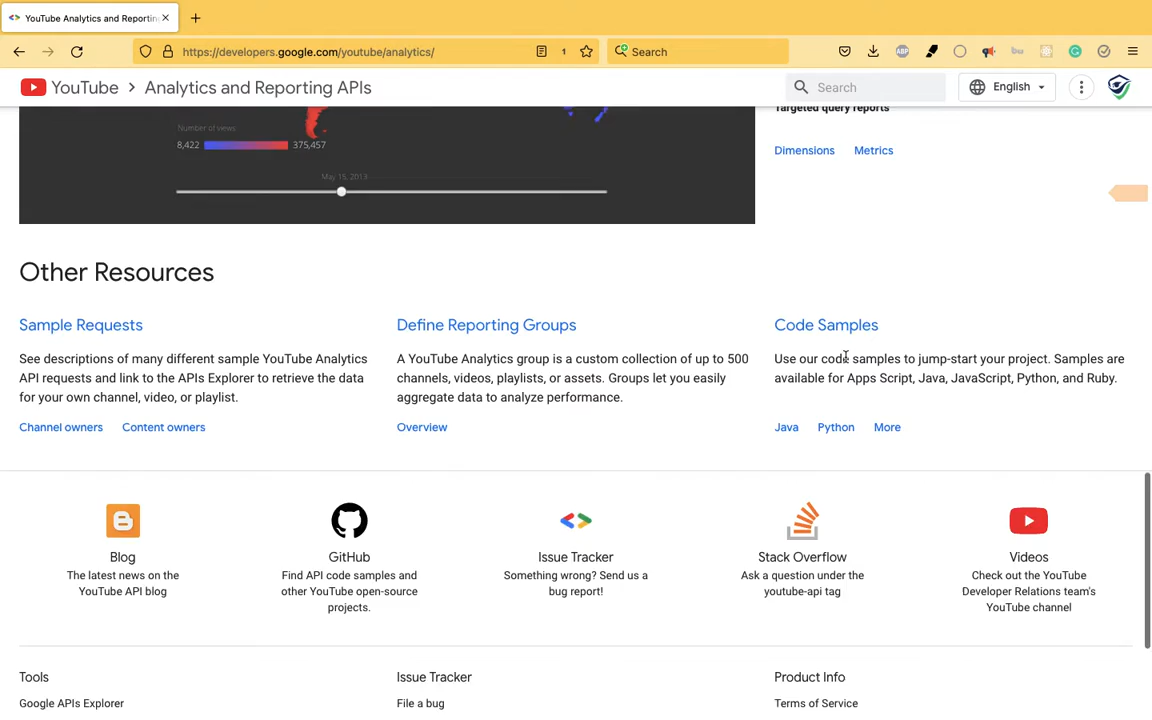 YouTube Analytics and Reportin
https://developers.google.com/youtube/analytics/
1
Search
ABP
YouTube > Analytics and Reporting APIs
Search
English
Number of views
8,422
375,457
May 15, 2013
Targeted query reports
Dimensions Metrics
Other Resources
Sample Requests
See descriptions of many different sample YouTube Analytics
API requests and link to the APIs Explorer to retrieve the data
for your own channel, video, or playlist.
Channel owners Content owners
Define Reporting Groups
A YouTube Analytics group is a custom collection of up to 500
channels, videos, playlists, or assets. Groups let you easily
aggregate data to analyze performance.
Overview
Code Samples
Use our code samples to jump-start your project. Samples are
available for Apps Script, Java, JavaScript, Python, and Ruby.
Java Python More
Blog
The latest news on the
YouTube API blog
GitHub
Find API code samples and
other YouTube open-source
projects.
Issue Tracker
Something wrong? Send us a
bug report!
Stack Overflow
Ask a question under the
youtube-api tag
Videos
Check out the YouTube
Developer Relations team's
YouTube channel
Tools
Google APIs Explorer
Issue Tracker
File a bug
Product Info
Terms of Service